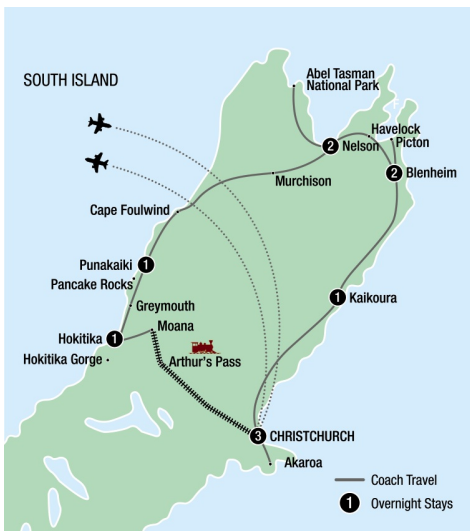 SOUTH ISLAND
Abel Tasman
National Park
Havelock
Picton
2
Nelson
2
Blenheim
Murchison
Cape Foulwind
Punakaiki
1
Pancake Rocks
1
Kaikoura
Greymouth
Moana
Hokitika
1
Arthur's Pass
Hokitika Gorge
3
CHRISTCHURCH
Akaroa
Coach Travel
1
Overnight Stays